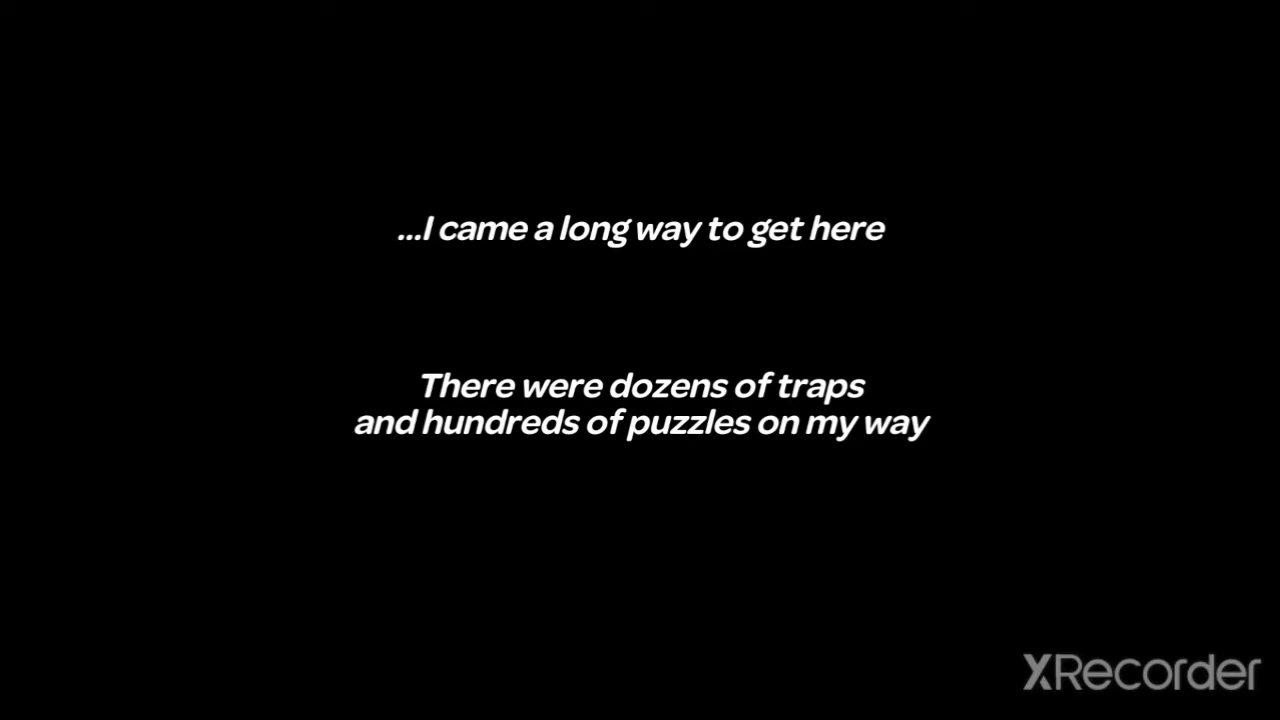 ...I came a long way to get here
There were dozens of traps
and hundreds of puzzles on my way
XRecorder